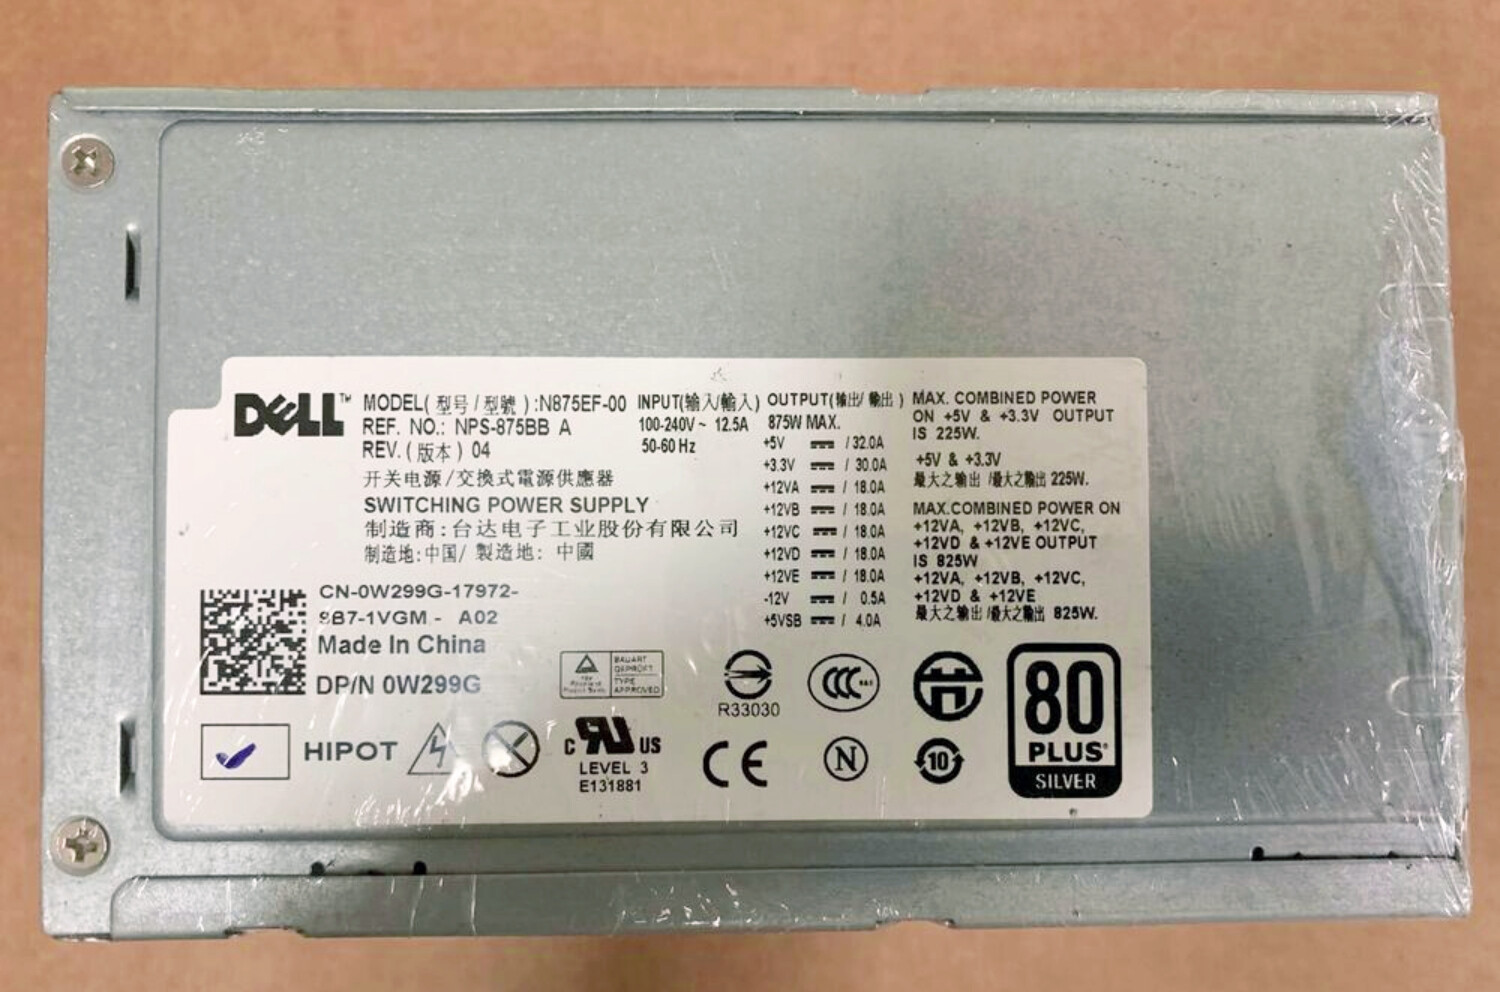 DELL™
MODEL(型号/型號):N875EF-00
REF. NO.: NPS-875BB A
REV.(版本) 04
开关电源/交換式電源供應器
SWITCHING POWER SUPPLY
制造商:台达电子工业股份有限公司
制造地:中国/製造地: 中國
INPUT(输入/輸入)
100-240V ~ 12.5A
50-60 Hz
OUTPUT(输出/輸出)
875W MAX.
+5V ⎓ / 32.0A
+3.3V ⎓ / 30.0A
+12VA ⎓ / 18.0A
+12VB ⎓ / 18.0A
+12VC ⎓ / 18.0A
+12VD ⎓ / 18.0A
+12VE ⎓ / 18.0A
-12V ⎓ / 0.5A
+5VSB ⎓ / 4.0A
MAX. COMBINED POWER
ON +5V & +3.3V OUTPUT
IS 225W.
+5V & +3.3V
最大之输出/最大之輸出 225W.
MAX.COMBINED POWER ON
+12VA, +12VB, +12VC,
+12VD & +12VE OUTPUT
IS 825W
+12VA, +12VB, +12VC,
+12VD & +12VE
最大之输出/最大之輸出 825W.
CN-0W299G-17972-
B7-1VGM - A02
Made In China
DP/N 0W299G
HIPOT
BAUART
GEPRÜFT
TYPE
APPROVED
C UR US
LEVEL 3
E131881
R33030
CE
CCC
N
10
80
PLUS®
SILVER